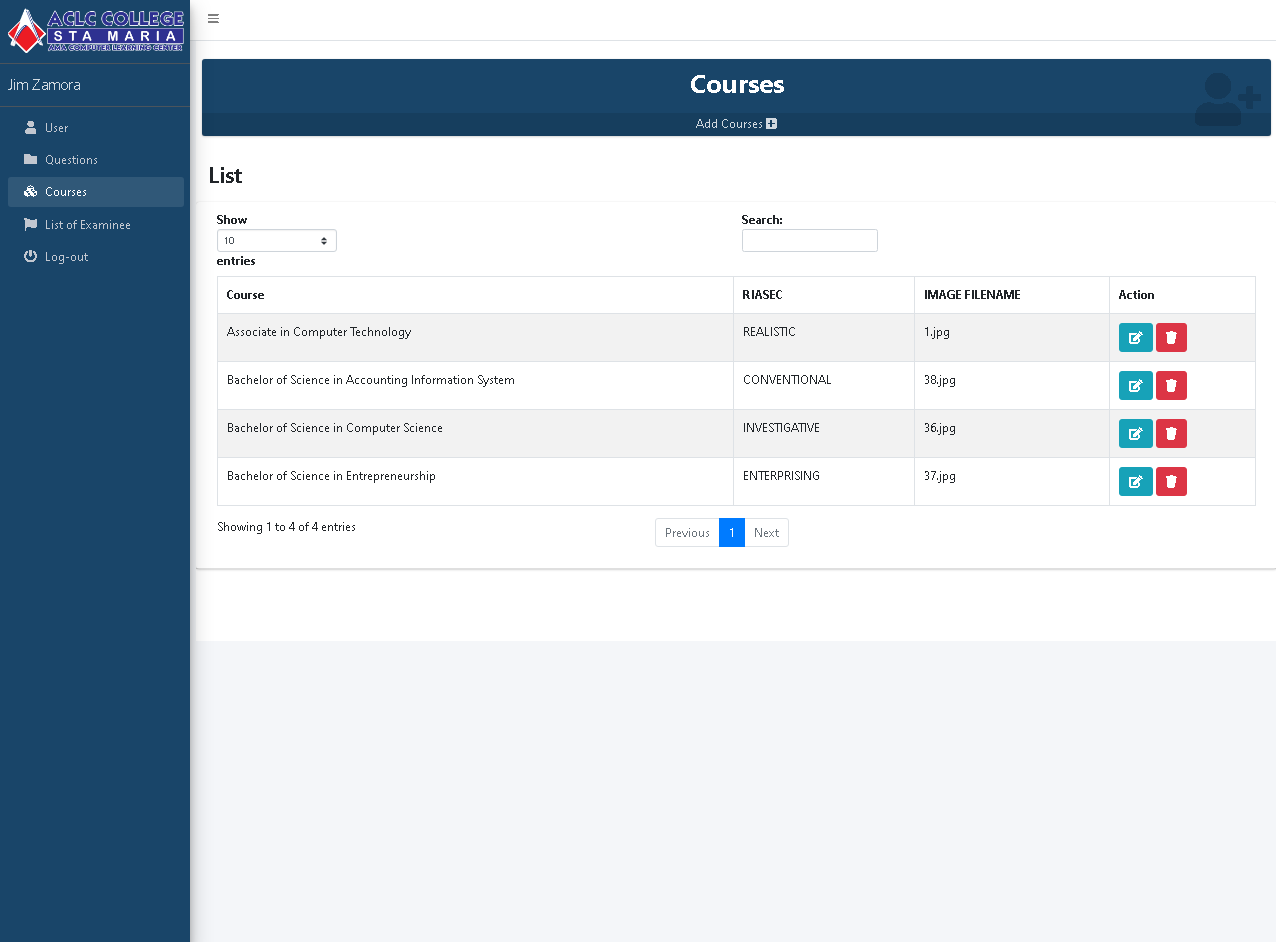 ACLC COLLEGE
STA MARIA
AMA COMPUTER LEARNING CENTER
Jim Zamora
User
Questions
Courses
List of Examinee
Log-out
Courses
Add Courses
List
Show
10
entries
Search:
Course RIASEC IMAGE FILENAME Action
Associate in Computer Technology REALISTIC 1.jpg
Bachelor of Science in Accounting Information System CONVENTIONAL 38.jpg
Bachelor of Science in Computer Science INVESTIGATIVE 36.jpg
Bachelor of Science in Entrepreneurship ENTERPRISING 37.jpg
Showing 1 to 4 of 4 entries
Previous 1 Next